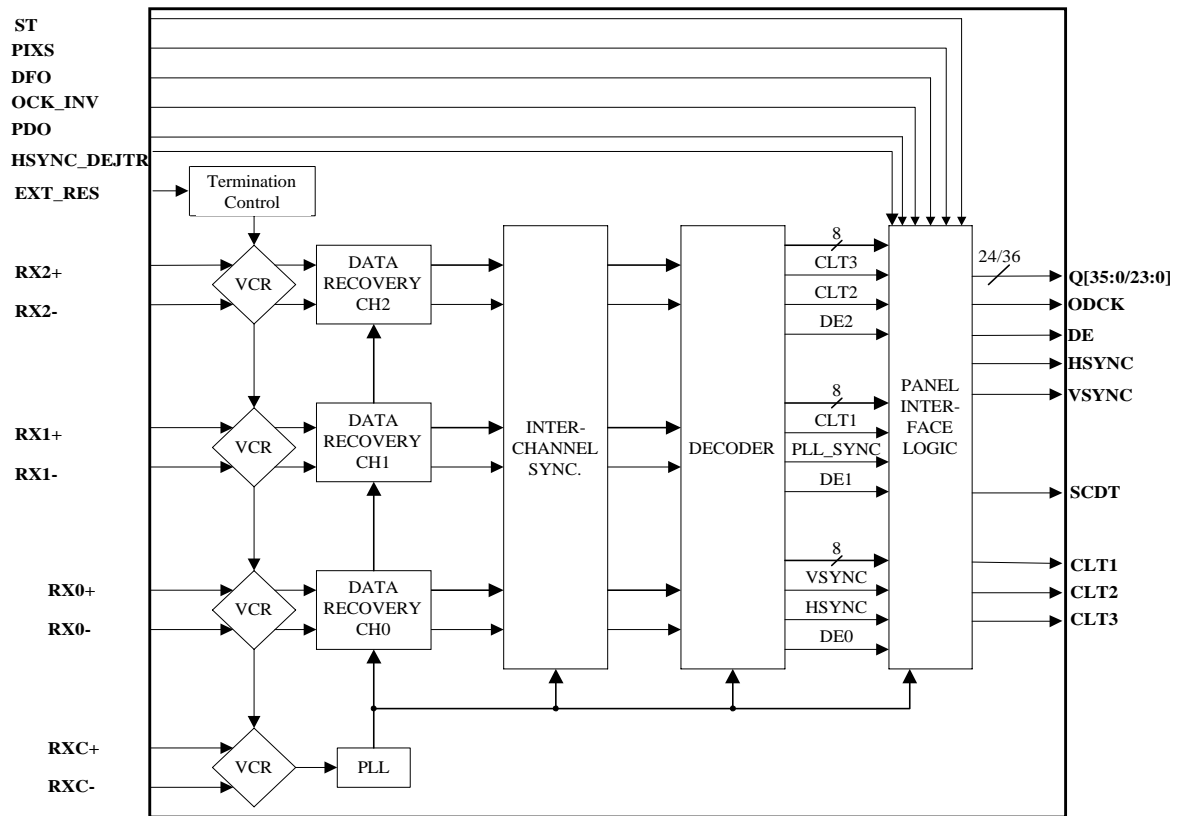 ST
PIXS
DFO
OCK_INV
PDO
HSYNC_DEJTR
EXT_RES
Termination
Control
RX2+
RX2-
VCR
DATA
RECOVERY
CH2
RX1+
RX1-
VCR
DATA
RECOVERY
CH1
RX0+
RX0-
VCR
DATA
RECOVERY
CH0
RXC+
RXC-
VCR
PLL
INTER-
CHANNEL
SYNC.
DECODER
8
CLT3
CLT2
DE2
8
CLT1
PLL_SYNC
DE1
8
VSYNC
HSYNC
DE0
PANEL
INTER-
FACE
LOGIC
24/36
Q[35:0/23:0]
ODCK
DE
HSYNC
VSYNC
SCDT
CLT1
CLT2
CLT3